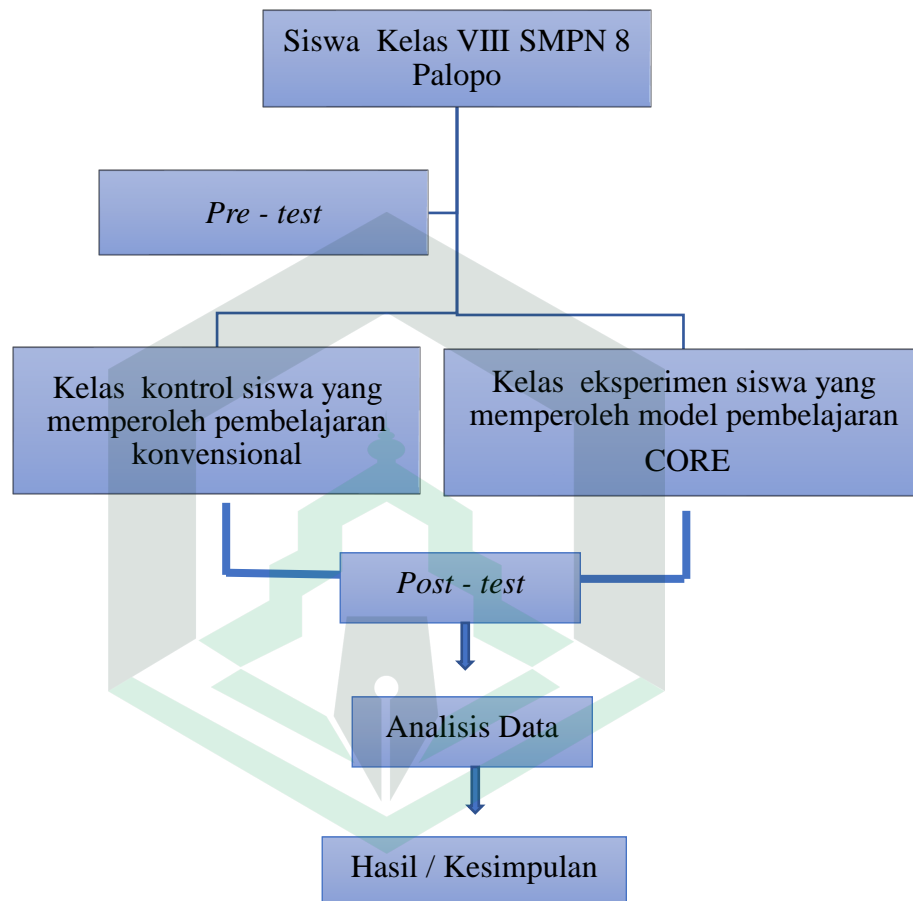 Siswa Kelas VIII SMPN 8
Palopo
Pre - test
Kelas kontrol siswa yang
memperoleh pembelajaran
konvensional
Kelas eksperimen siswa yang
memperoleh model pembelajaran
CORE
Post - test
Analisis Data
Hasil / Kesimpulan